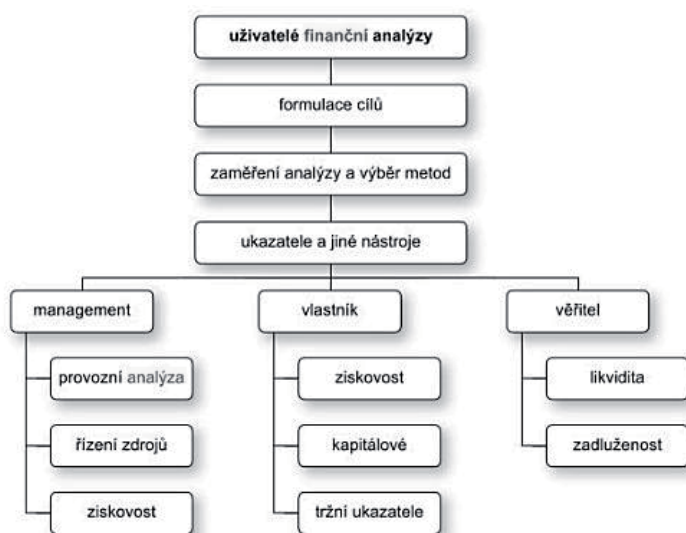 uživatelé finanční analýzy
formulace cílů
zaměření analýzy a výběr metod
ukazatele a jiné nástroje
management
vlastník
věřitel
provozní analýza
ziskovost
likvidita
řízení zdrojů
kapitálové
zadluženost
ziskovost
tržní ukazatele